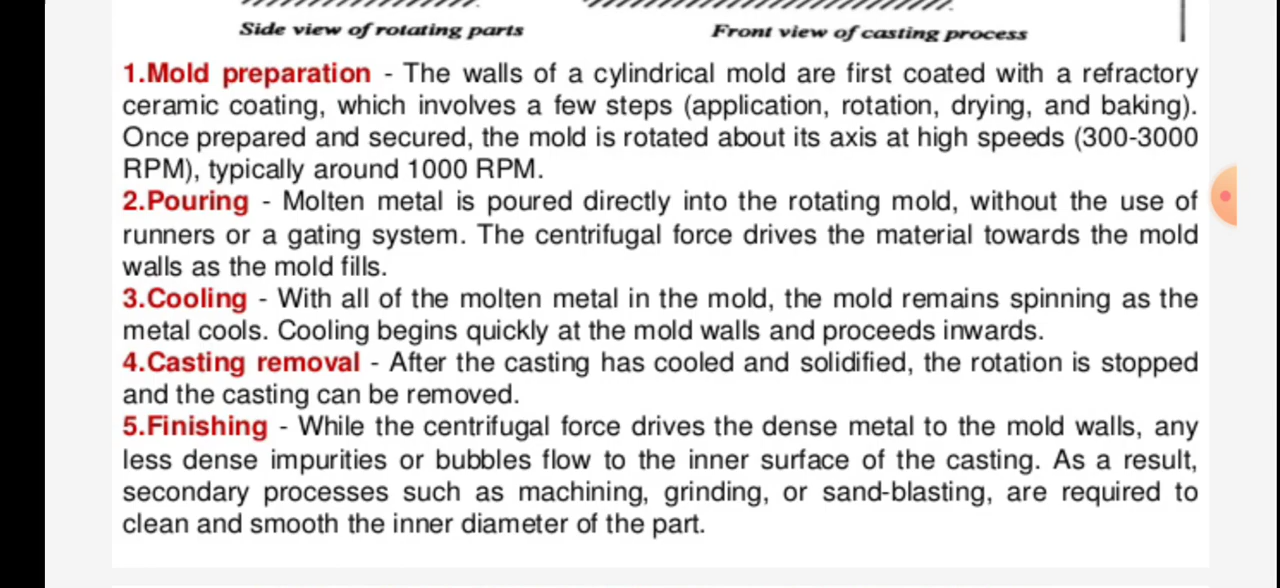 Side view of rotating parts
Front view of casting process
1.Mold preparation - The walls of a cylindrical mold are first coated with a refractory
ceramic coating, which involves a few steps (application, rotation, drying, and baking).
Once prepared and secured, the mold is rotated about its axis at high speeds (300-3000
RPM), typically around 1000 RPM.
2.Pouring - Molten metal is poured directly into the rotating mold, without the use of
runners or a gating system. The centrifugal force drives the material towards the mold
walls as the mold fills.
3.Cooling - With all of the molten metal in the mold, the mold remains spinning as the
metal cools. Cooling begins quickly at the mold walls and proceeds inwards.
4.Casting removal - After the casting has cooled and solidified, the rotation is stopped
and the casting can be removed.
5.Finishing - While the centrifugal force drives the dense metal to the mold walls, any
less dense impurities or bubbles flow to the inner surface of the casting. As a result,
secondary processes such as machining, grinding, or sand-blasting, are required to
clean and smooth the inner diameter of the part.